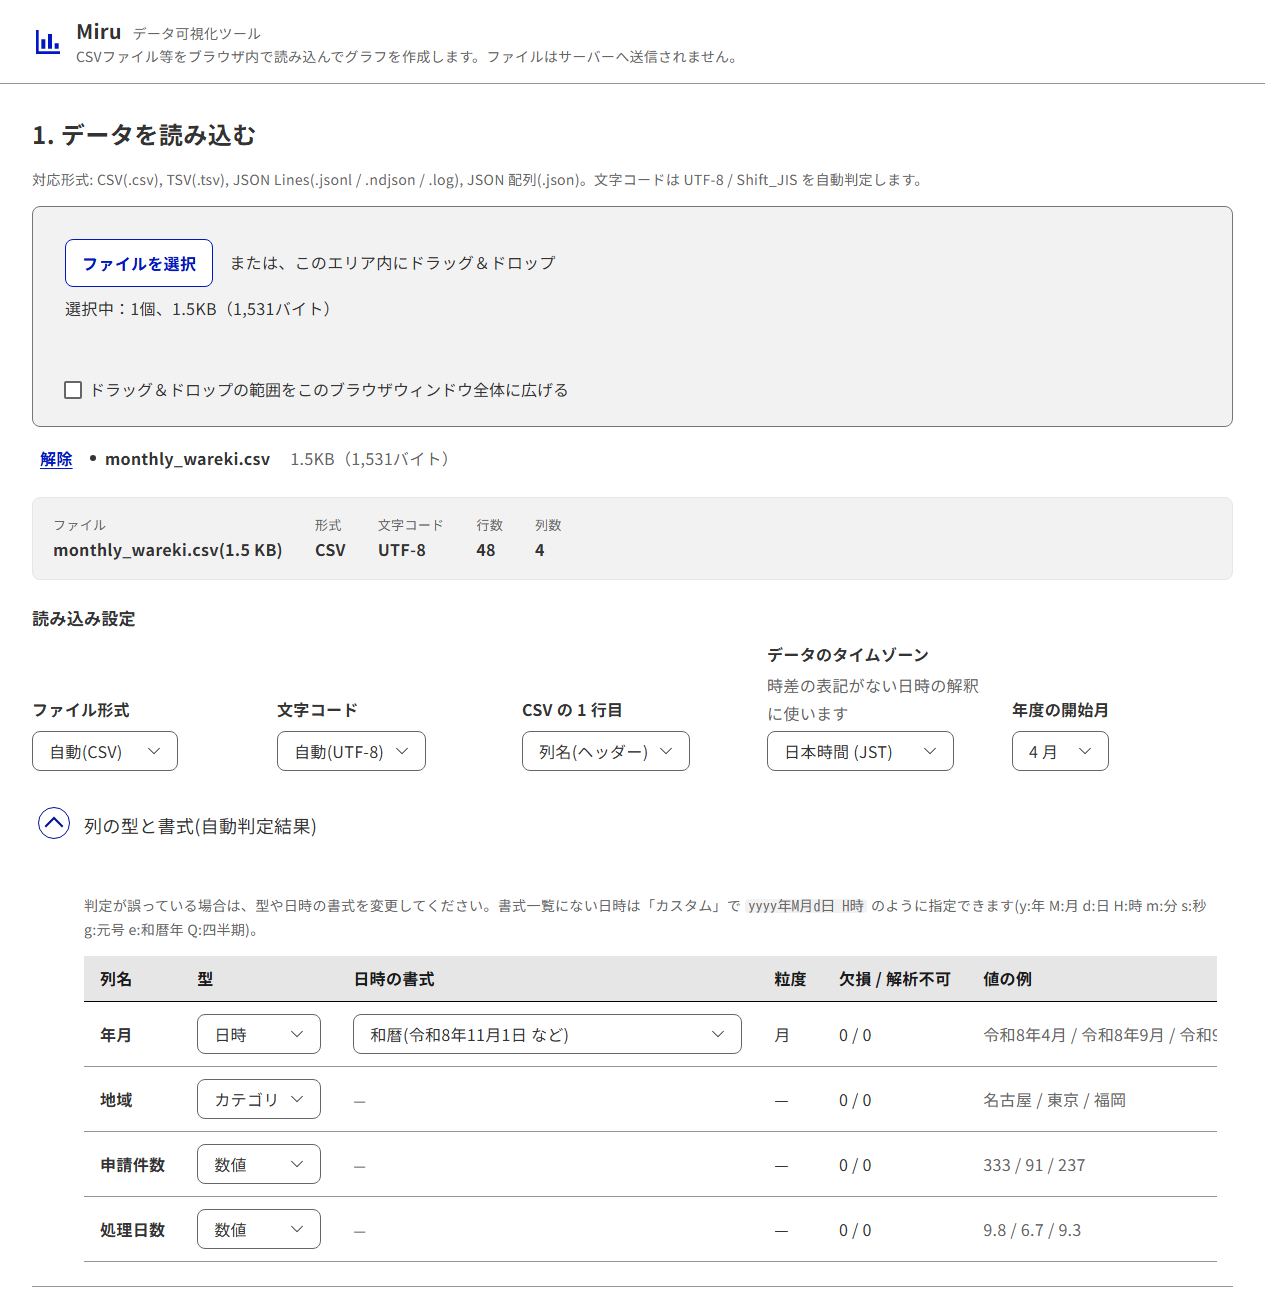 Miru データ可視化ツール
CSVファイル等をブラウザ内で読み込んでグラフを作成します。ファイルはサーバーへ送信されません。
1. データを読み込む
対応形式: CSV(.csv), TSV(.tsv), JSON Lines(.jsonl / .ndjson / .log), JSON 配列(.json)。文字コードは UTF-8 / Shift_JIS を自動判定します。
ファイルを選択 または、このエリア内にドラッグ＆ドロップ
選択中：1個、1.5KB（1,531バイト）
ドラッグ＆ドロップの範囲をこのブラウザウィンドウ全体に広げる
解除 • monthly_wareki.csv 1.5KB（1,531バイト）
ファイル 形式 文字コード 行数 列数
monthly_wareki.csv(1.5 KB) CSV UTF-8 48 4
読み込み設定
データのタイムゾーン
時差の表記がない日時の解釈
ファイル形式 文字コード CSV の 1 行目 に使います 年度の開始月
自動(CSV) 自動(UTF-8) 列名(ヘッダー) 日本時間 (JST) 4 月
列の型と書式(自動判定結果)
判定が誤っている場合は、型や日時の書式を変更してください。書式一覧にない日時は「カスタム」で yyyy年M月d日 H時 のように指定できます(y:年 M:月 d:日 H:時 m:分 s:秒
g:元号 e:和暦年 Q:四半期)。
列名 型 日時の書式 粒度 欠損 / 解析不可 値の例
年月 日時 和暦(令和8年11月1日 など) 月 0 / 0 令和8年4月 / 令和8年9月 / 令和9
地域 カテゴリ — — 0 / 0 名古屋 / 東京 / 福岡
申請件数 数値 — — 0 / 0 333 / 91 / 237
処理日数 数値 — — 0 / 0 9.8 / 6.7 / 9.3